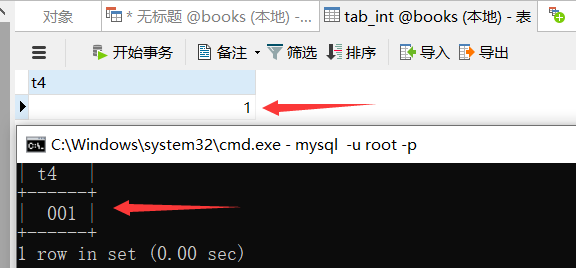 对象 * 无标题 @books (本地) - 查... tab_int @books (本地) - 表
开始事务 备注 筛选 排序 导入 导出
t4
1
C:\Windows\system32\cmd.exe - mysql -u root -p
| t4 |
+------+
| 001 |
+------+
1 row in set (0.00 sec)